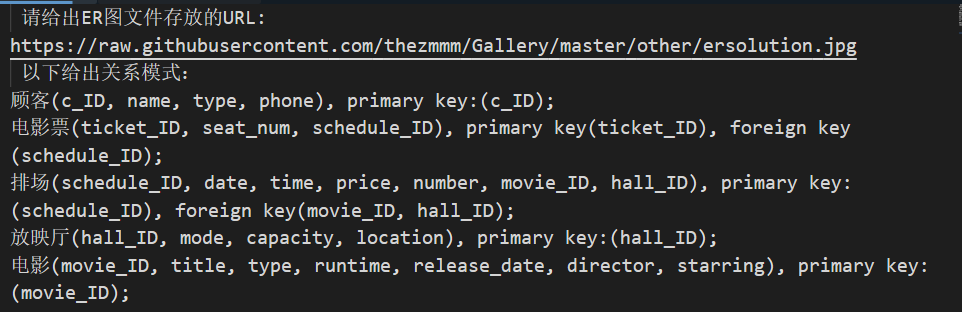 请给出ER图文件存放的URL:
https://raw.githubusercontent.com/thezmmm/Gallery/master/other/ersolution.jpg
以下给出关系模式:
顾客(c_ID, name, type, phone), primary key:(c_ID);
电影票(ticket_ID, seat_num, schedule_ID), primary key(ticket_ID), foreign key
(schedule_ID);
排场(schedule_ID, date, time, price, number, movie_ID, hall_ID), primary key:
(schedule_ID), foreign key(movie_ID, hall_ID);
放映厅(hall_ID, mode, capacity, location), primary key:(hall_ID);
电影(movie_ID, title, type, runtime, release_date, director, starring), primary key:
(movie_ID);